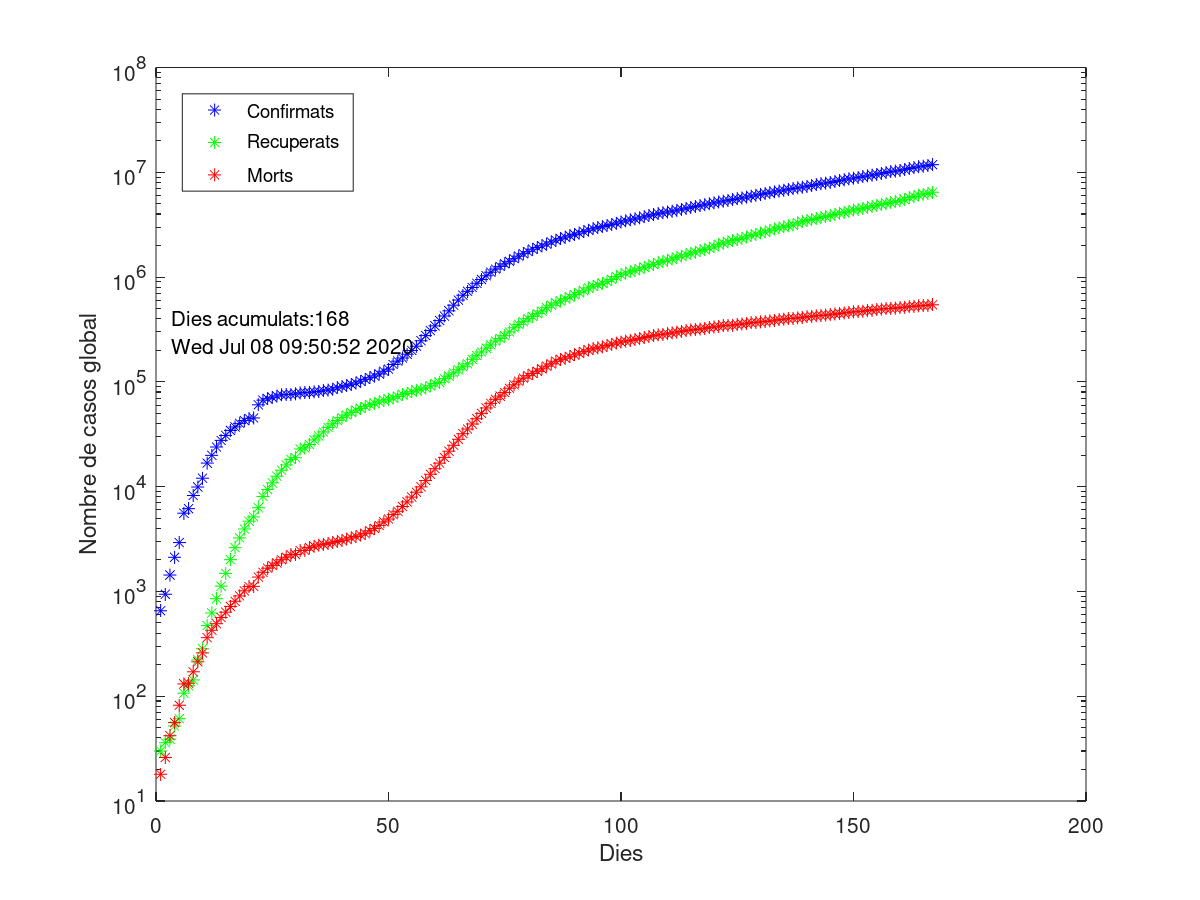 10^8
10^7
10^6
10^5
10^4
10^3
10^2
10^1
Nombre de casos global
Confirmats
Recuperats
Morts
Dies acumulats:168
Wed Jul 08 09:50:52 2020
0 50 100 150 200
Dies